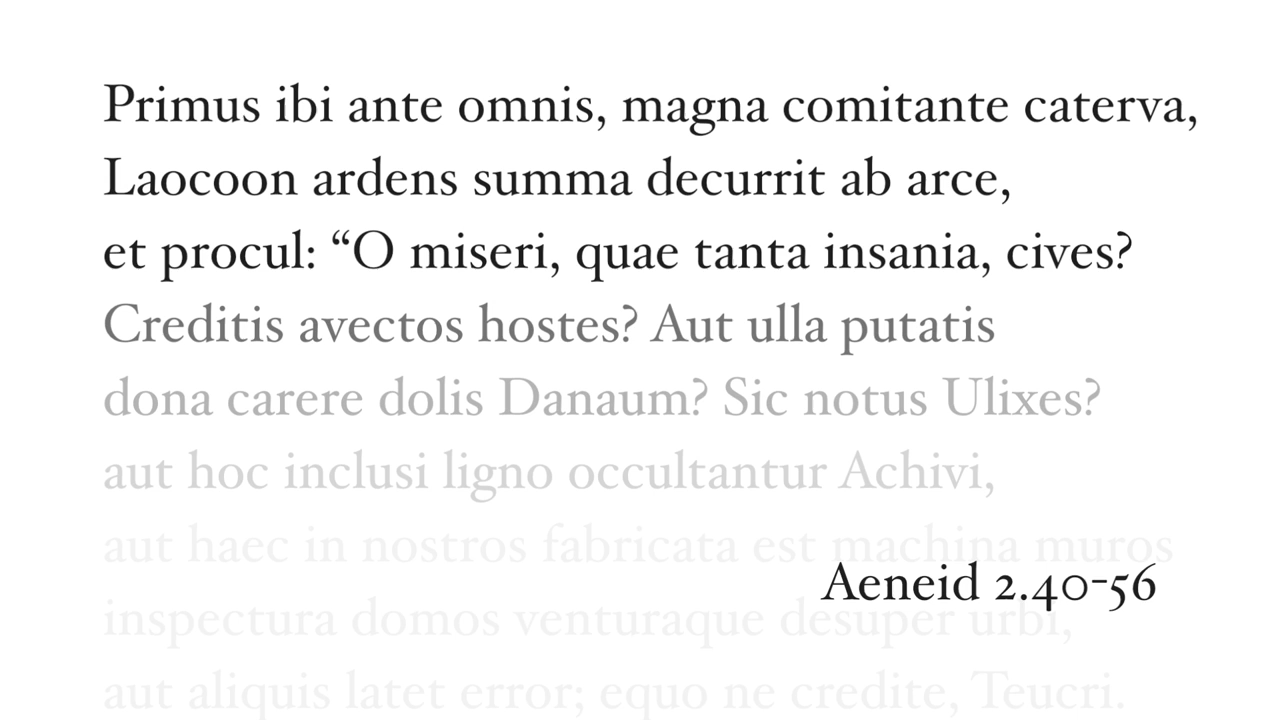 Primus ibi ante omnis, magna comitante caterva,
Laocoon ardens summa decurrit ab arce,
et procul: “O miseri, quae tanta insania, cives?
Creditis avectos hostes? Aut ulla putatis
dona carere dolis Danaum? Sic notus Ulixes?
aut hoc inclusi ligno occultantur Achivi,
aut haec in nostros fabricata est machina muros
Aeneid 2.40-56
inspectura domos venturaque desuper urbi,
aut aliquis latet error; equo ne credite, Teucri.